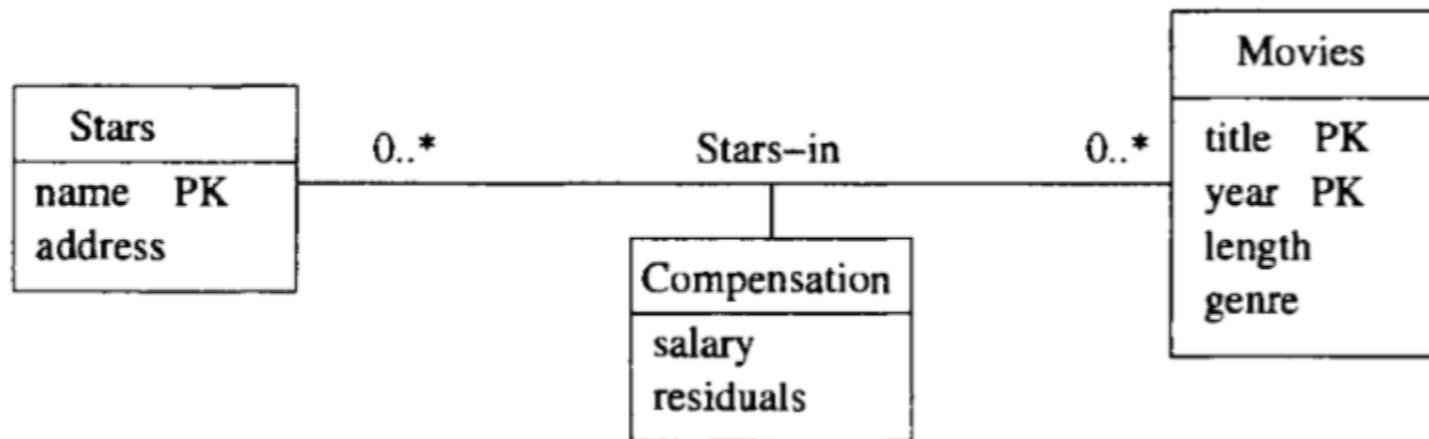 Stars
name PK
address
0..*
Stars–in
0..*
Compensation
salary
residuals
Movies
title PK
year PK
length
genre